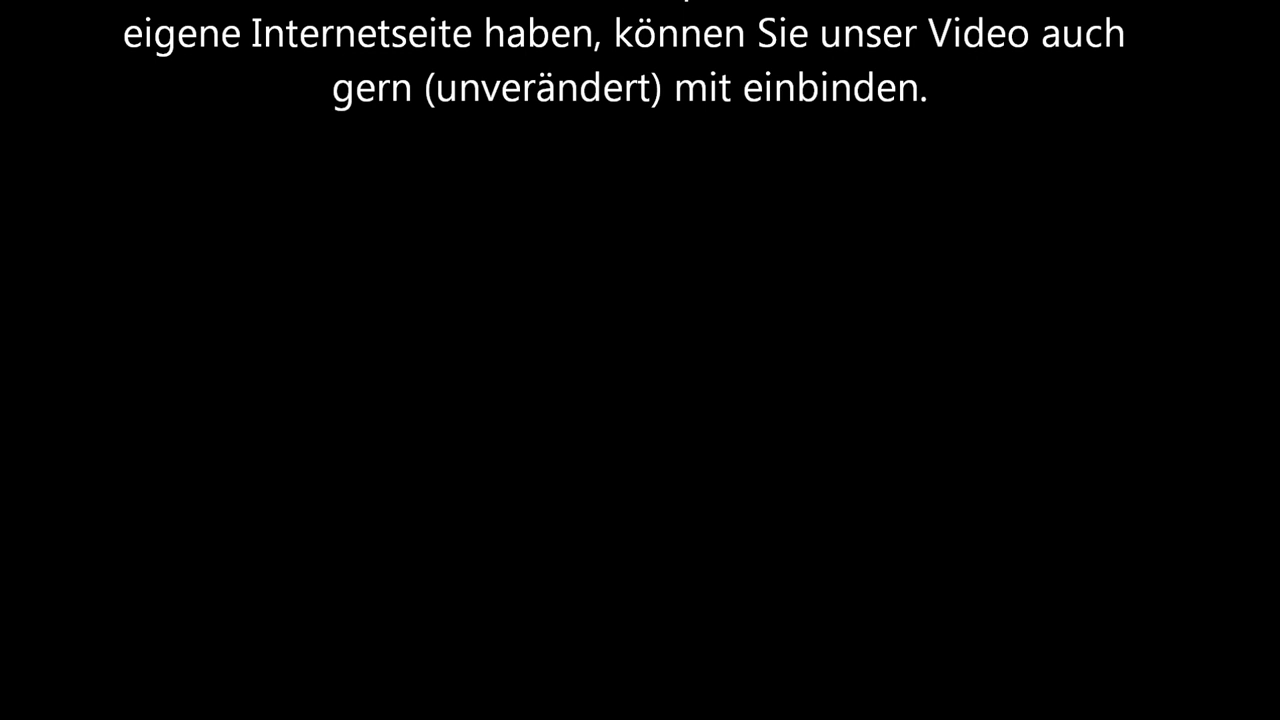 eigene Internetseite haben, können Sie unser Video auch
gern (unverändert) mit einbinden.